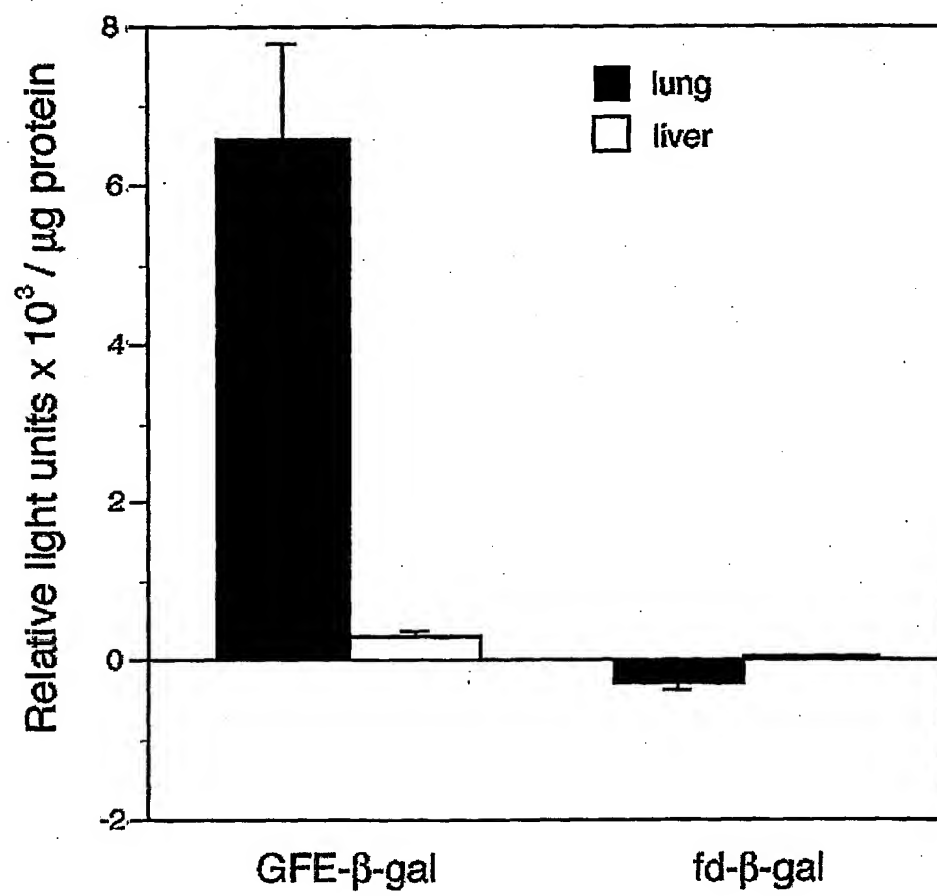 Relative light units x 10³ / µg protein
8
6
4
2
0
-2
lung
liver
GFE-β-gal
fd-β-gal